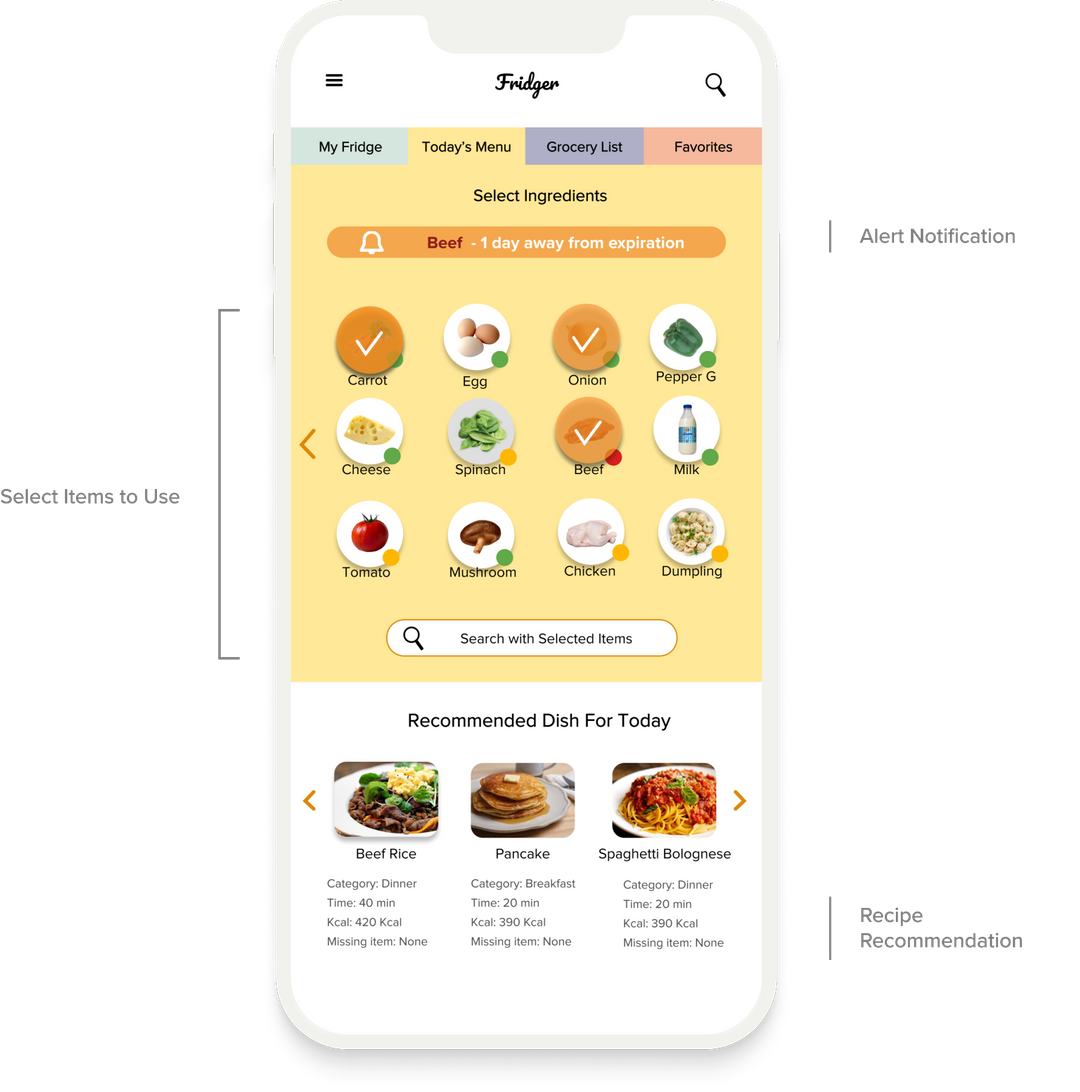 Fridger
My Fridge
Today's Menu
Grocery List
Favorites
Select Ingredients
Beef - 1 day away from expiration
Alert Notification
Carrot
Egg
Onion
Pepper G
Cheese
Spinach
Beef
Milk
Select Items to Use
Tomato
Mushroom
Chicken
Dumpling
Search with Selected Items
Recommended Dish For Today
Beef Rice
Category: Dinner
Time: 40 min
Kcal: 420 Kcal
Missing item: None
Pancake
Category: Breakfast
Time: 20 min
Kcal: 390 Kcal
Missing item: None
Spaghetti Bolognese
Category: Dinner
Time: 20 min
Kcal: 390 Kcal
Missing item: None
Recipe
Recommendation